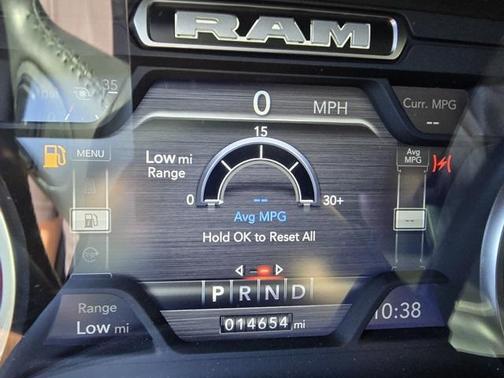 RAM
35
0 MPH
Curr. MPG
--
15
MENU
Low mi
Range
Avg
MPG
0
--
30+
--
Avg MPG
Hold OK to Reset All
P R N D
Range
Low mi
014654 mi
10:38